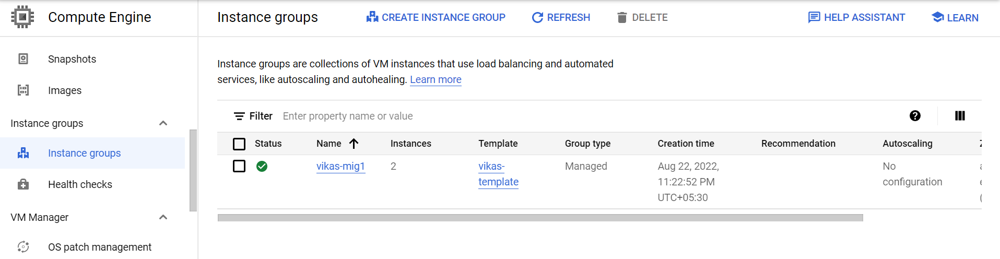 Compute Engine
Snapshots
Images
Instance groups
Instance groups
Health checks
VM Manager
OS patch management
Instance groups
CREATE INSTANCE GROUP
REFRESH
DELETE
HELP ASSISTANT
LEARN
Instance groups are collections of VM instances that use load balancing and automated
services, like autoscaling and autohealing. Learn more
Filter Enter property name or value
Status Name Instances Template Group type Creation time Recommendation Autoscaling
vikas-mig1 2 vikas- Managed Aug 22, 2022, No
template 11:22:52 PM configuration
UTC+05:30